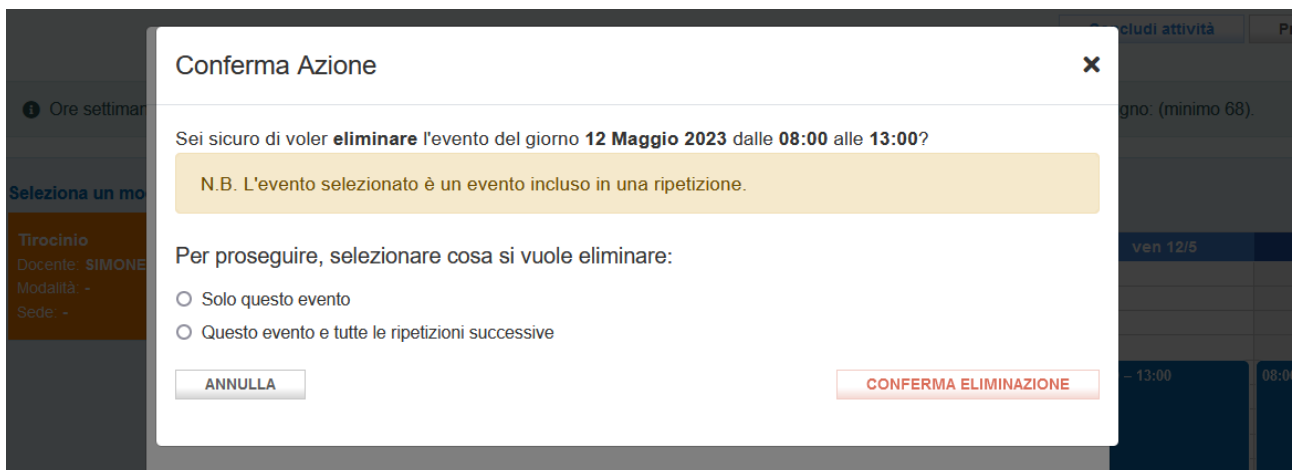 cludi attività
Conferma Azione
Ore settimar
gno: (minimo 68).
Sei sicuro di voler eliminare l'evento del giorno 12 Maggio 2023 dalle 08:00 alle 13:00?
N.B. L'evento selezionato è un evento incluso in una ripetizione.
Seleziona un mo
Tirocinio
Docente: SIMONE
Modalità: -
Sede: -
ven 12/5
Per proseguire, selezionare cosa si vuole eliminare:
Solo questo evento
Questo evento e tutte le ripetizioni successive
ANNULLA
CONFERMA ELIMINAZIONE
– 13:00
08:0